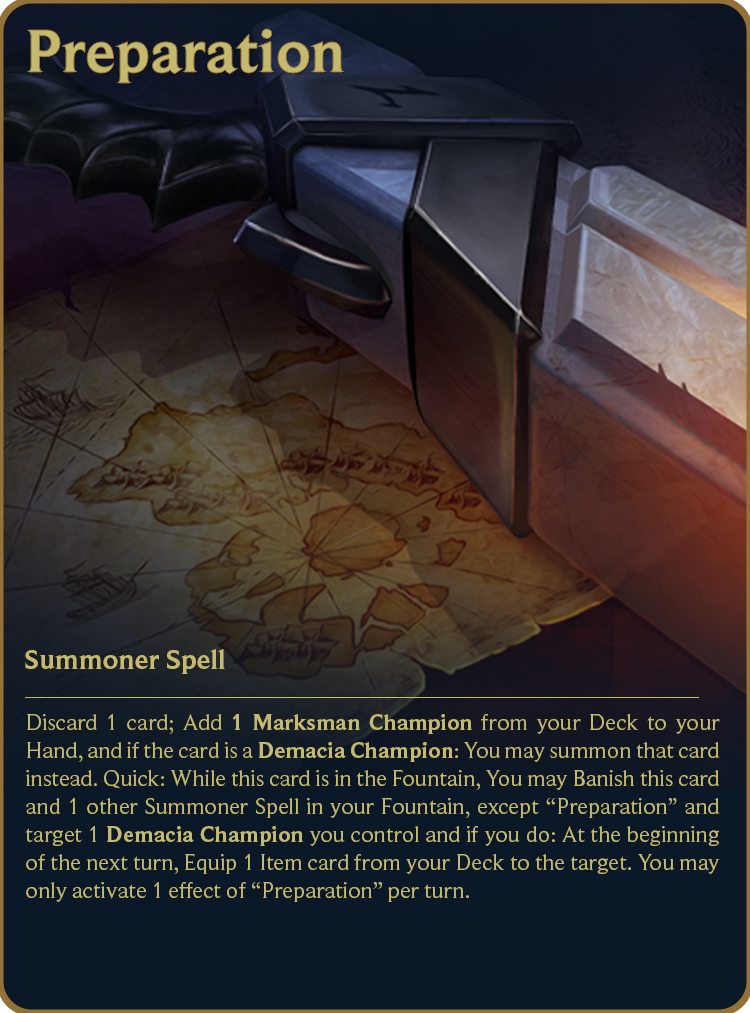 Preparation
Summoner Spell
Discard 1 card; Add 1 Marksman Champion from your Deck to your
Hand, and if the card is a Demacia Champion: You may summon that card
instead. Quick: While this card is in the Fountain, You may Banish this card
and 1 other Summoner Spell in your Fountain, except “Preparation” and
target 1 Demacia Champion you control and if you do: At the beginning
of the next turn, Equip 1 Item card from your Deck to the target. You may
only activate 1 effect of “Preparation” per turn.